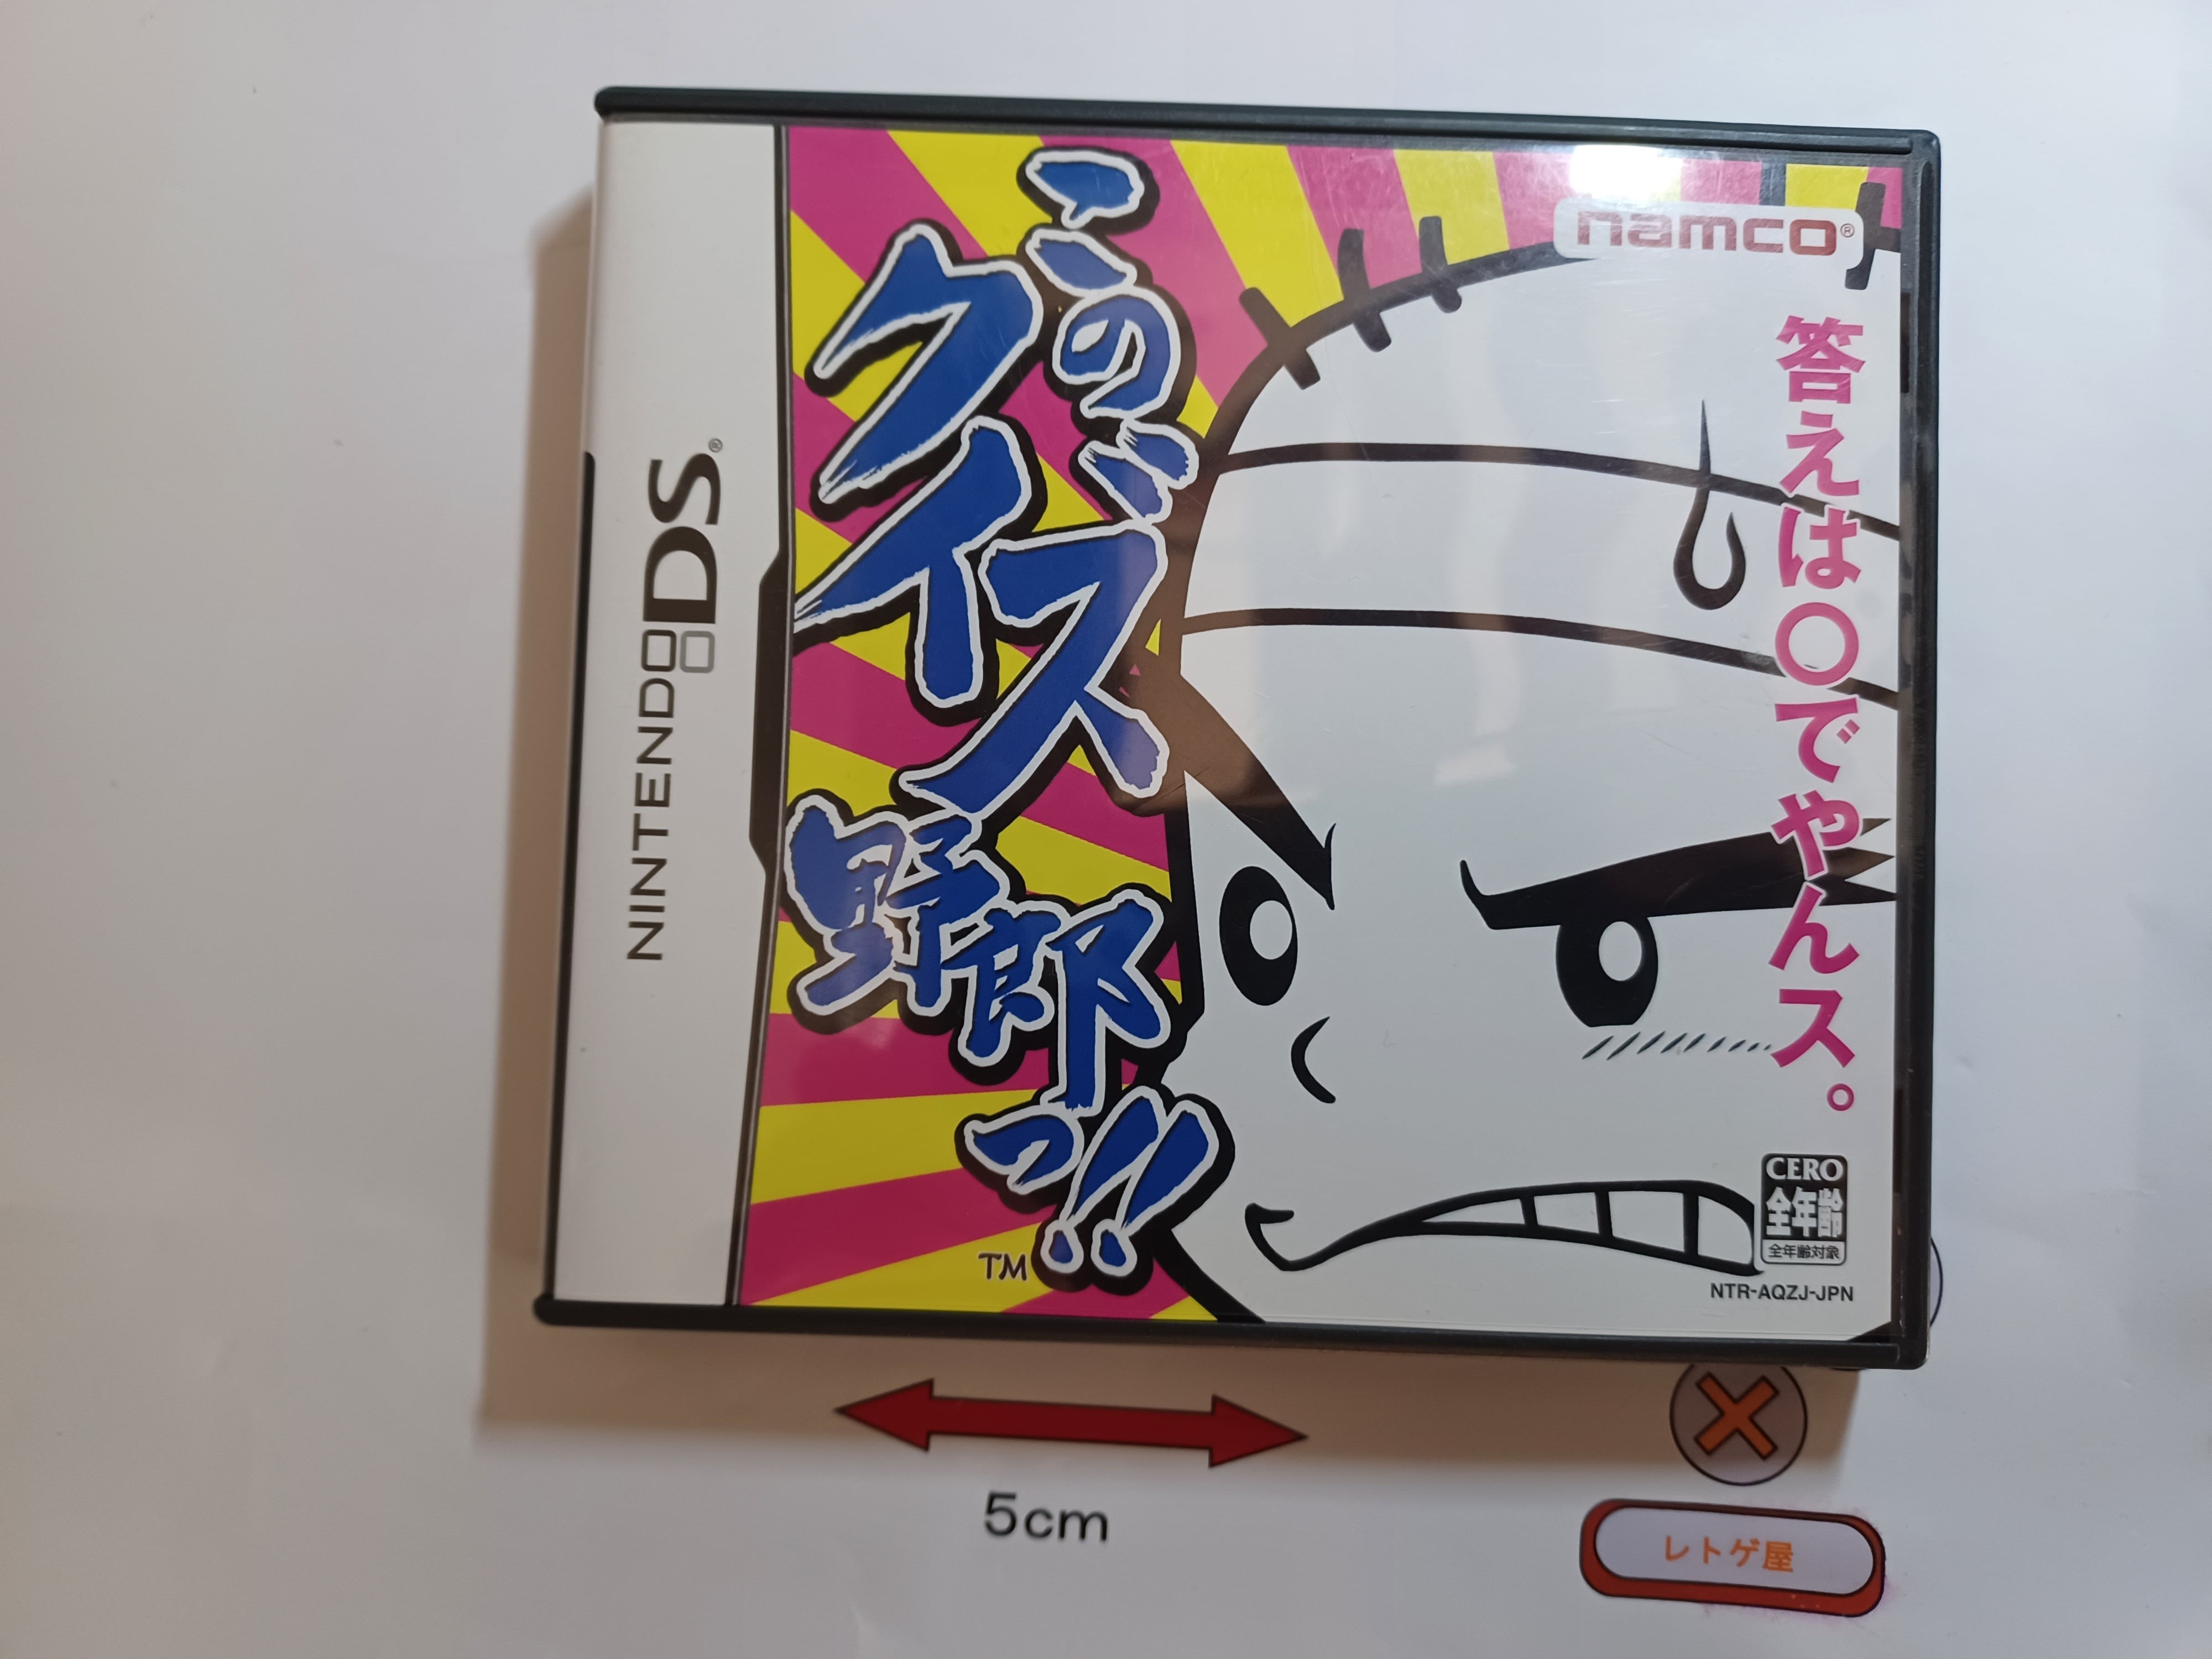 NINTENDO DS®
この
クイズ
野郎っ!!
TM
namco®
答えは〇でやんス。
CERO
全年齢
全年齢対象
NTR-AQZJ-JPN
5cm
レトゲ屋